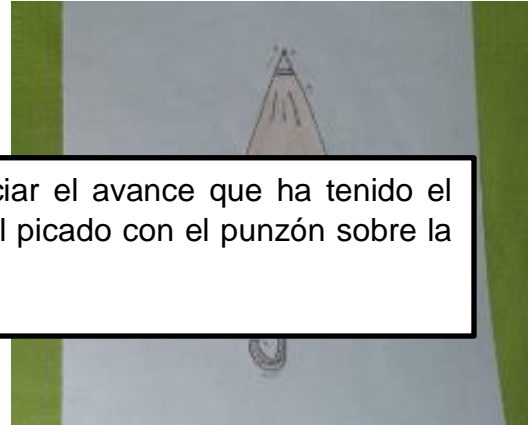 ciar el avance que ha tenido el
l picado con el punzón sobre la